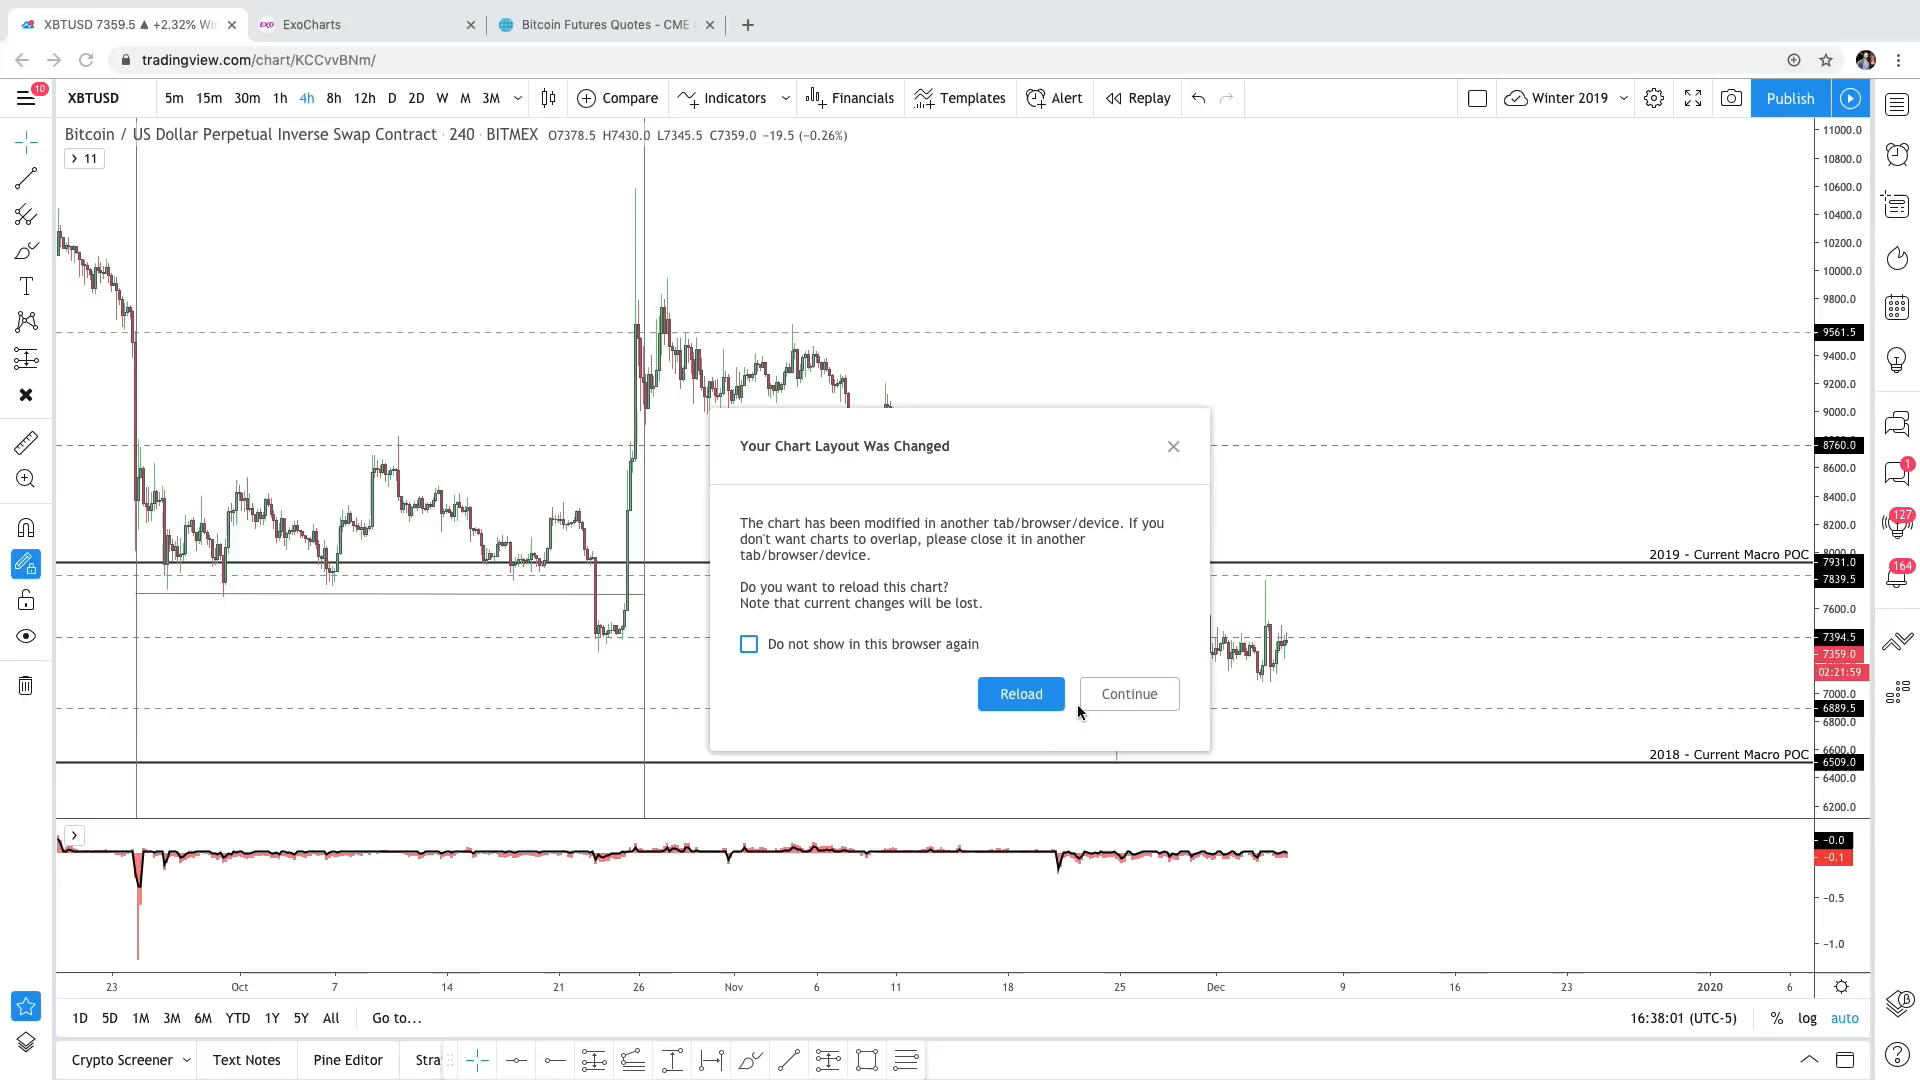 XBTUSD 7359.5 ▲ +2.32% Wi
EXO ExoCharts
Bitcoin Futures Quotes - CME
tradingview.com/chart/KCCvvBNm/
10
XBTUSD
5m 15m 30m 1h 4h 8h 12h D 2D W M 3M
Compare
Indicators
Financials
Templates
Alert
Replay
Winter 2019
Publish
Bitcoin / US Dollar Perpetual Inverse Swap Contract · 240 · BITMEX O7378.5 H7430.0 L7345.5 C7359.0 −19.5 (−0.26%)
11
11000.0
10800.0
10600.0
10400.0
10200.0
10000.0
9800.0
9561.5
9400.0
9200.0
9000.0
8760.0
8600.0
8400.0
8200.0
8000.0
2019 - Current Macro POC
7931.0
7839.5
7600.0
7394.5
7359.0
02:21:59
7000.0
6889.5
6800.0
6600.0
2018 - Current Macro POC
6509.0
6400.0
6200.0
Your Chart Layout Was Changed
The chart has been modified in another tab/browser/device. If you
don't want charts to overlap, please close it in another
tab/browser/device.
Do you want to reload this chart?
Note that current changes will be lost.
Do not show in this browser again
Reload
Continue
1
127
164
−0.0
−0.1
−0.5
−1.0
23 Oct 7 14 21 26 Nov 6 11 18 25 Dec 9 16 23 2020 6
1D 5D 1M 3M 6M YTD 1Y 5Y All Go to...
16:38:01 (UTC-5) % log auto
Crypto Screener Text Notes Pine Editor Stra